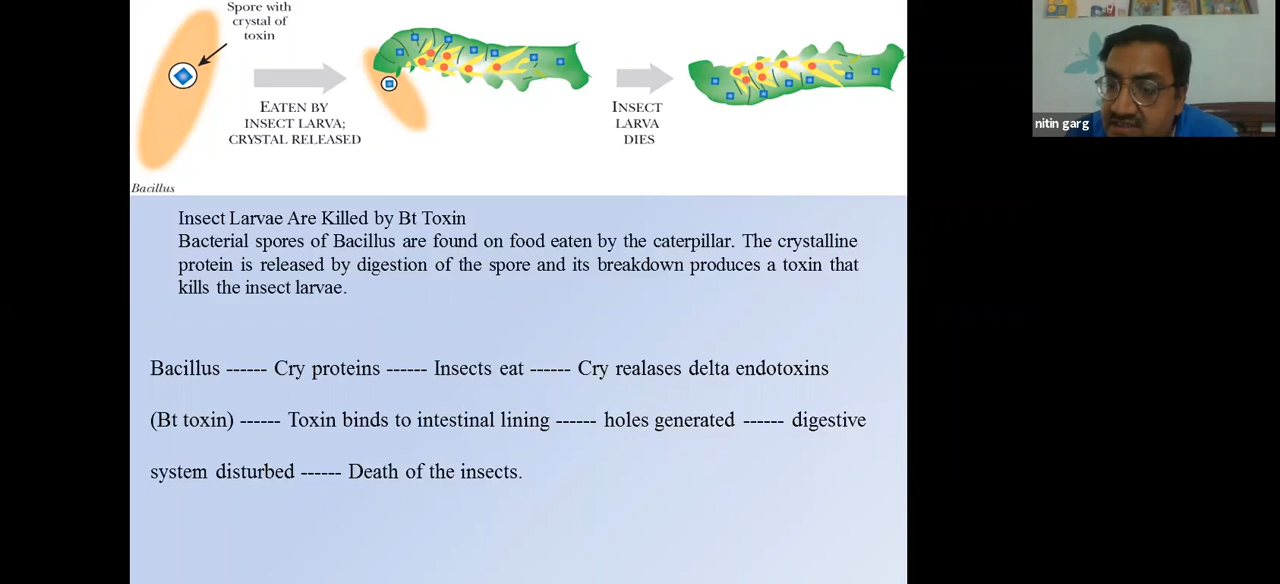 Spore with
crystal of
toxin
EATEN BY
INSECT LARVA;
CRYSTAL RELEASED
INSECT
LARVA
DIES
nitin garg
Bacillus
Insect Larvae Are Killed by Bt Toxin
Bacterial spores of Bacillus are found on food eaten by the caterpillar. The crystalline
protein is released by digestion of the spore and its breakdown produces a toxin that
kills the insect larvae.
Bacillus ------ Cry proteins ------ Insects eat ------ Cry realases delta endotoxins
(Bt toxin) ------ Toxin binds to intestinal lining ------ holes generated ------ digestive
system disturbed ------ Death of the insects.